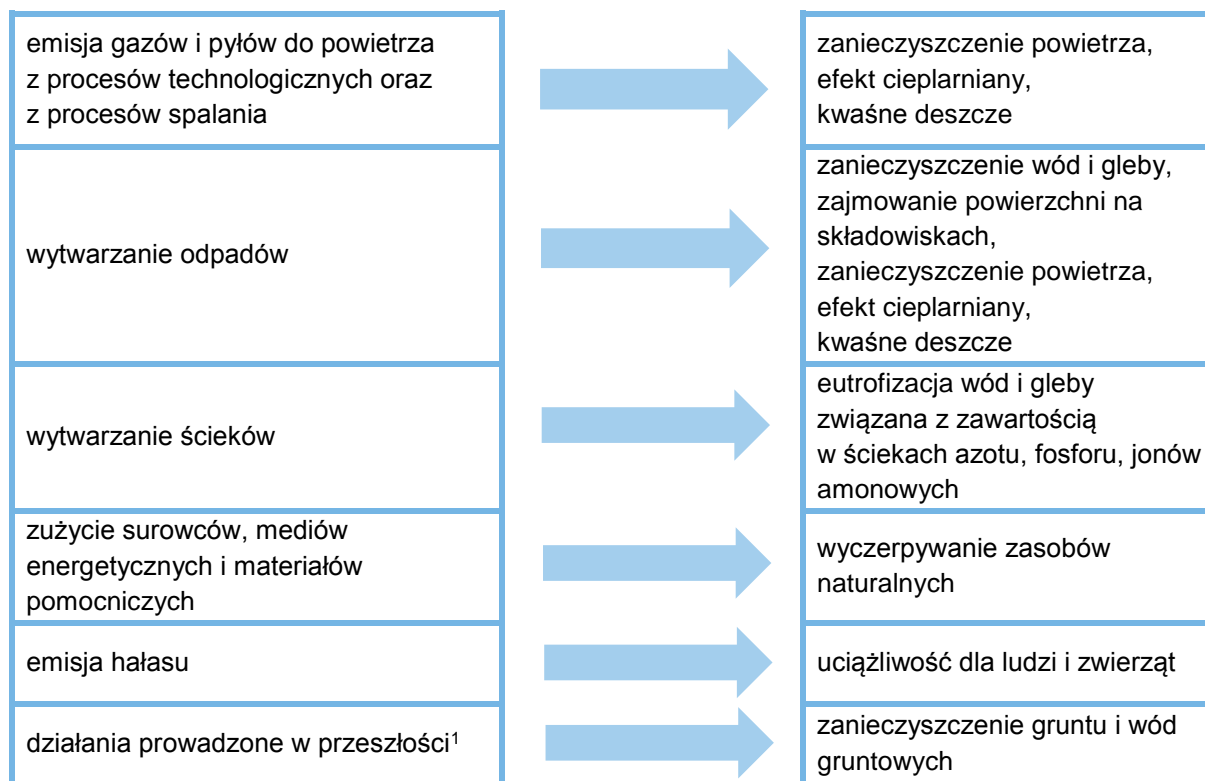 emisja gazów i pyłów do powietrza
z procesów technologicznych oraz
z procesów spalania
zanieczyszczenie powietrza,
efekt cieplarniany,
kwaśne deszcze
wytwarzanie odpadów
zanieczyszczenie wód i gleby,
zajmowanie powierzchni na
składowiskach,
zanieczyszczenie powietrza,
efekt cieplarniany,
kwaśne deszcze
wytwarzanie ścieków
eutrofizacja wód i gleby
związana z zawartością
w ściekach azotu, fosforu, jonów
amonowych
zużycie surowców, mediów
energetycznych i materiałów
pomocniczych
wyczerpywanie zasobów
naturalnych
emisja hałasu
uciążliwość dla ludzi i zwierząt
działania prowadzone w przeszłości¹
zanieczyszczenie gruntu i wód
gruntowych